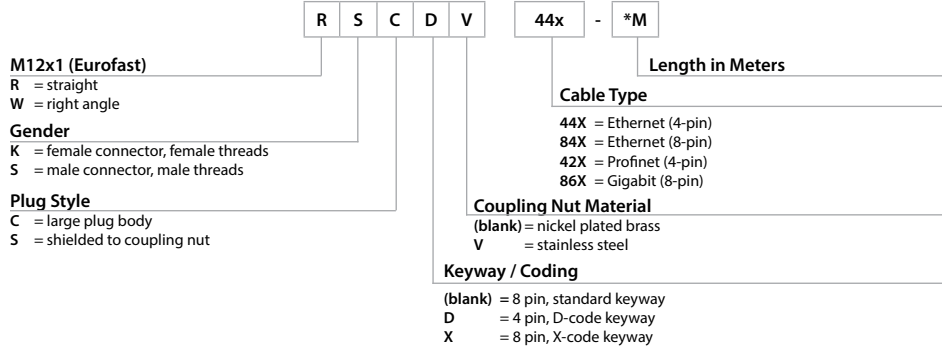 R S C D V 44x - *M
M12x1 (Eurofast)
R = straight
W = right angle
Gender
K = female connector, female threads
S = male connector, male threads
Plug Style
C = large plug body
S = shielded to coupling nut
Length in Meters
Cable Type
44X = Ethernet (4-pin)
84X = Ethernet (8-pin)
42X = Profinet (4-pin)
86X = Gigabit (8-pin)
Coupling Nut Material
(blank) = nickel plated brass
V = stainless steel
Keyway / Coding
(blank) = 8 pin, standard keyway
D = 4 pin, D-code keyway
X = 8 pin, X-code keyway